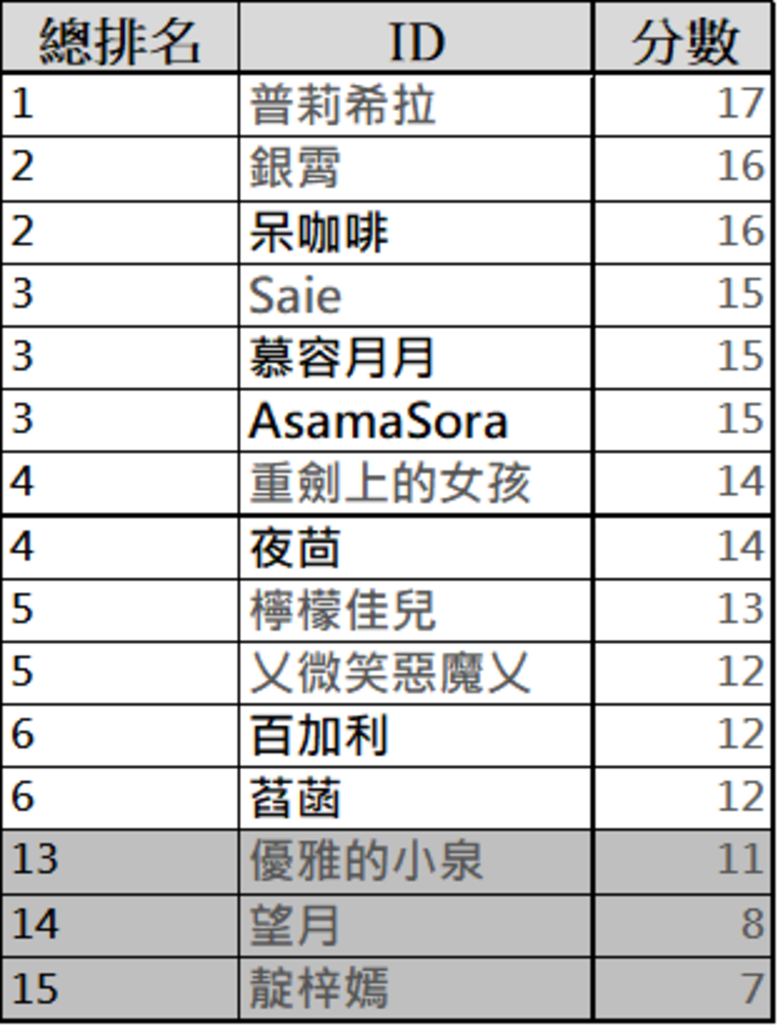 總排名 ID 分數
1 普莉希拉 17
2 銀霄 16
2 呆咖啡 16
3 Saie 15
3 慕容月月 15
3 AsamaSora 15
4 重劍上的女孩 14
4 夜茴 14
5 檸檬佳兒 13
5 乂微笑惡魔乂 12
6 百加利 12
6 萏菡 12
13 優雅的小泉 11
14 望月 8
15 靛梓嫣 7